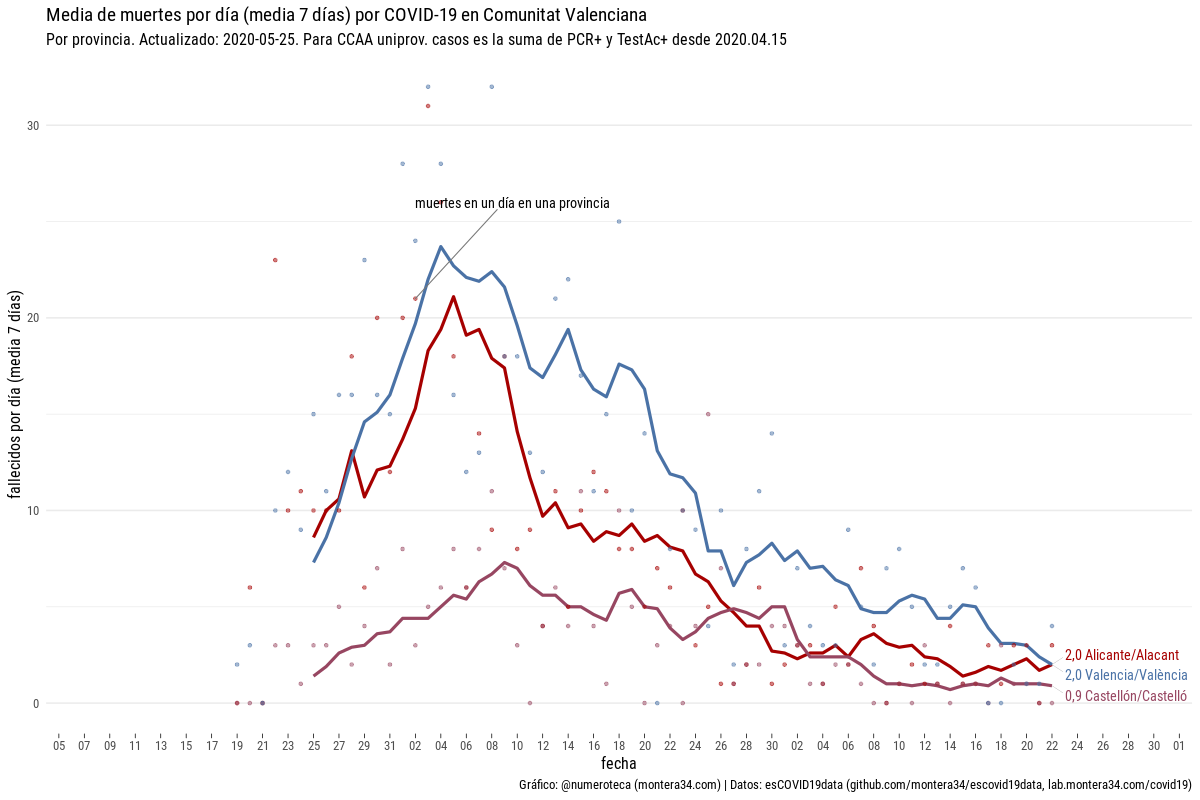 Media de muertes por día (media 7 días) por COVID-19 en Comunitat Valenciana
Por provincia. Actualizado: 2020-05-25. Para CCAA uniprov. casos es la suma de PCR+ y TestAc+ desde 2020.04.15
30
muertes en un día en una provincia
20
fallecidos por día (media 7 días)
10
2,0 Alicante/Alacant
2,0 Valencia/València
0,9 Castellón/Castelló
0
05 07 09 11 13 15 17 19 21 23 25 27 29 31 02 04 06 08 10 12 14 16 18 20 22 24 26 28 30 02 04 06 08 10 12 14 16 18 20 22 24 26 28 30 01
fecha
Gráfico: @numeroteca (montera34.com) | Datos: esCOVID19data (github.com/montera34/escovid19data, lab.montera34.com/covid19)